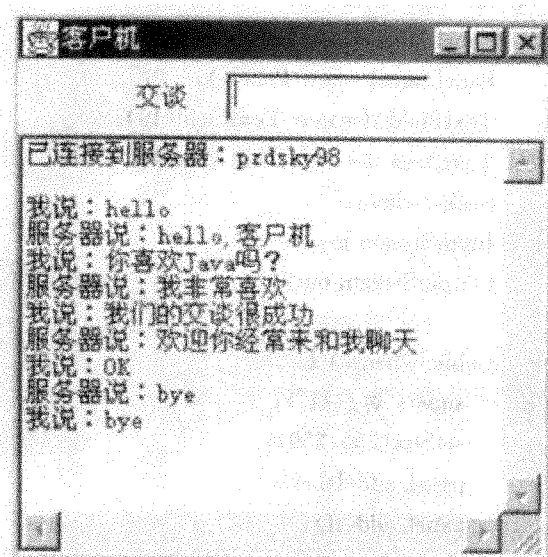 客户机
交谈
已连接到服务器：prdsky98
我说：hello
服务器说：hello,客户机
我说：你喜欢Java吗？
服务器说：我非常喜欢
我说：我们的交谈很成功
服务器说：欢迎你经常来和我聊天
我说：OK
服务器说：bye
我说：bye